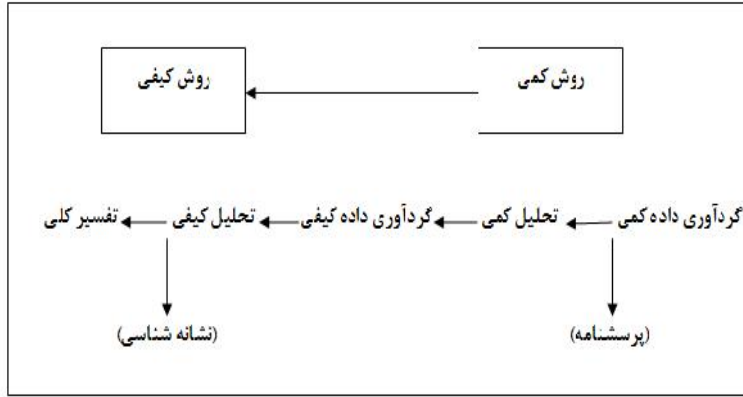 روش کمی
روش کیفی
گردآوری داده کمی تحلیل کمی گردآوری داده کیفی تحلیل کیفی تفسیر کلی
(پرسشنامه)
(نشانه شناسی)